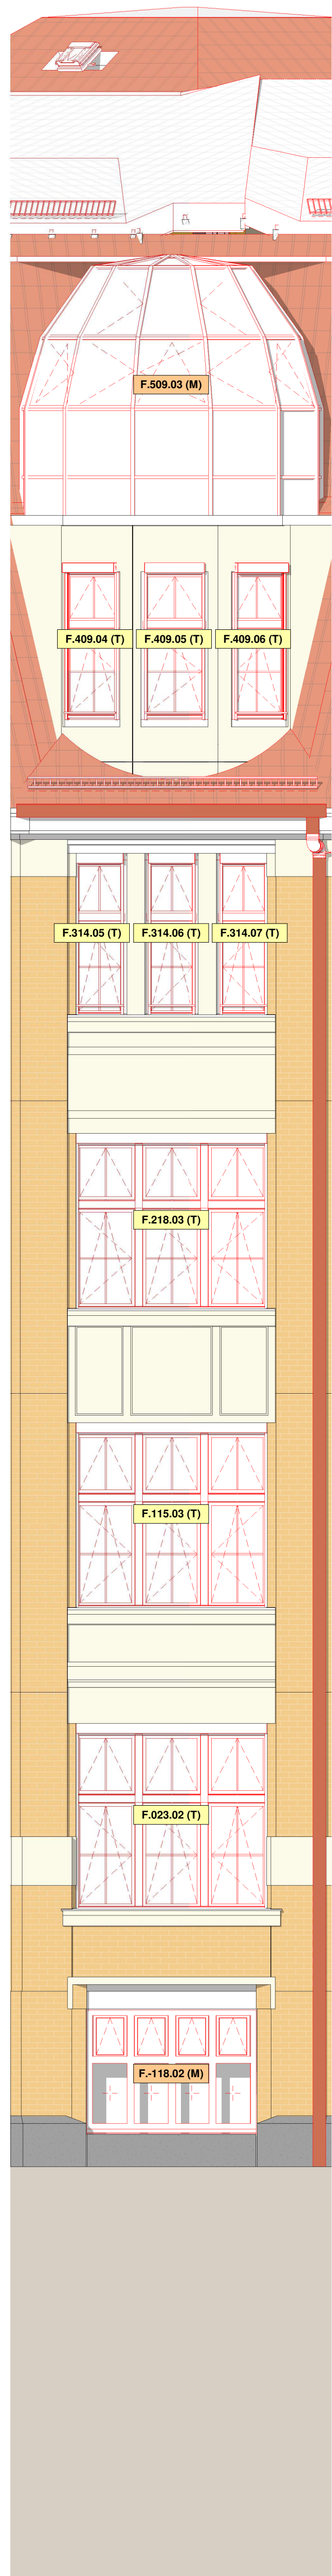 F.509.03 (M)
F.409.04 (T)
F.409.05 (T)
F.409.06 (T)
F.314.05 (T)
F.314.06 (T)
F.314.07 (T)
F.218.03 (T)
F.115.03 (T)
F.023.02 (T)
F.-118.02 (M)